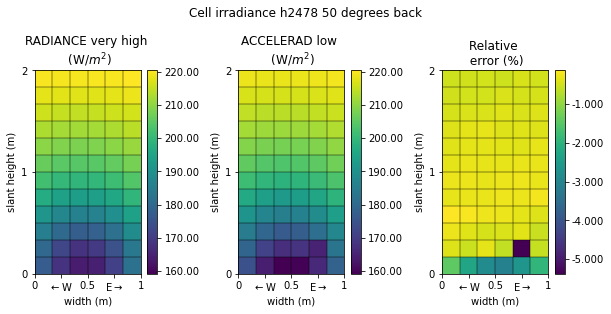 Cell irradiance h2478 50 degrees back
RADIANCE very high
(W/m²)
2
1
0
slant height (m)
0
←W
0.5
E→
1
width (m)
220.00
210.00
200.00
190.00
180.00
170.00
160.00
ACCELERAD low
(W/m²)
2
1
0
slant height (m)
0
←W
0.5
E→
1
width (m)
220.00
210.00
200.00
190.00
180.00
170.00
160.00
Relative
error (%)
2
1
0
slant height (m)
0
←W
0.5
E→
1
width (m)
-1.000
-2.000
-3.000
-4.000
-5.000